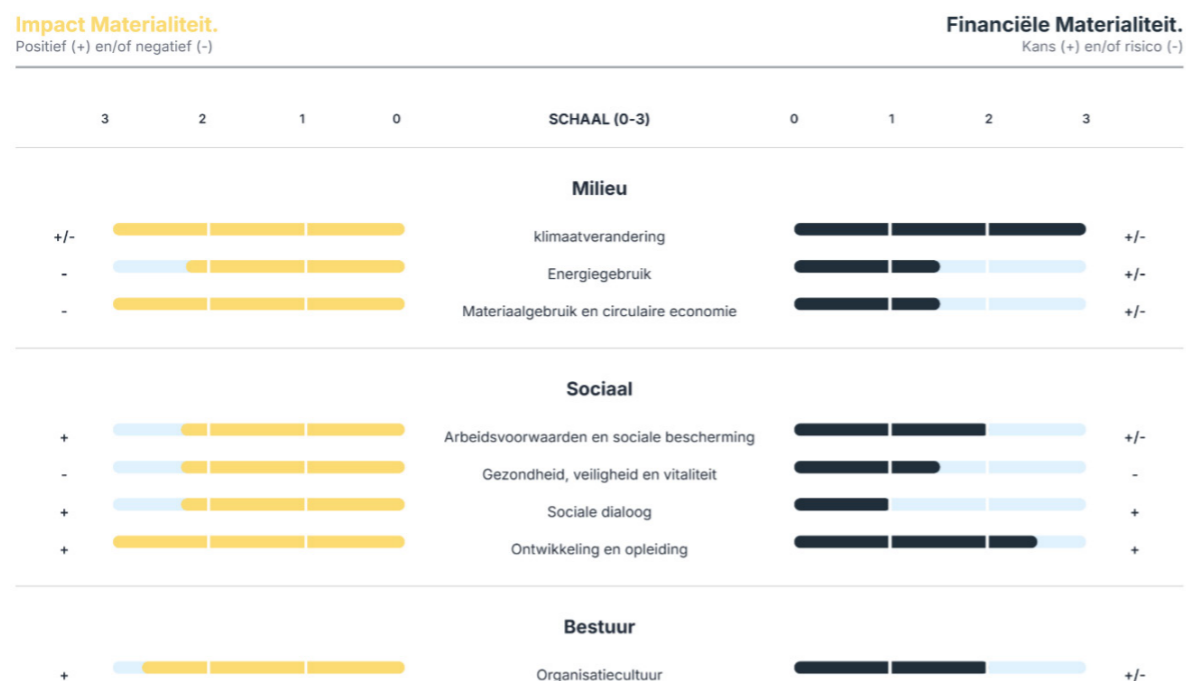 Impact Materialiteit.
Positief (+) en/of negatief (-)
Financiële Materialiteit.
Kans (+) en/of risico (-)
3 2 1 0 SCHAAL (0-3) 0 1 2 3
Milieu
+/- klimaatverandering +/-
- Energiegebruik +/-
- Materiaalgebruik en circulaire economie +/-
Sociaal
+ Arbeidsvoorwaarden en sociale bescherming +/-
- Gezondheid, veiligheid en vitaliteit -
+ Sociale dialoog +
+ Ontwikkeling en opleiding +
Bestuur
+ Organisatiecultuur +/-